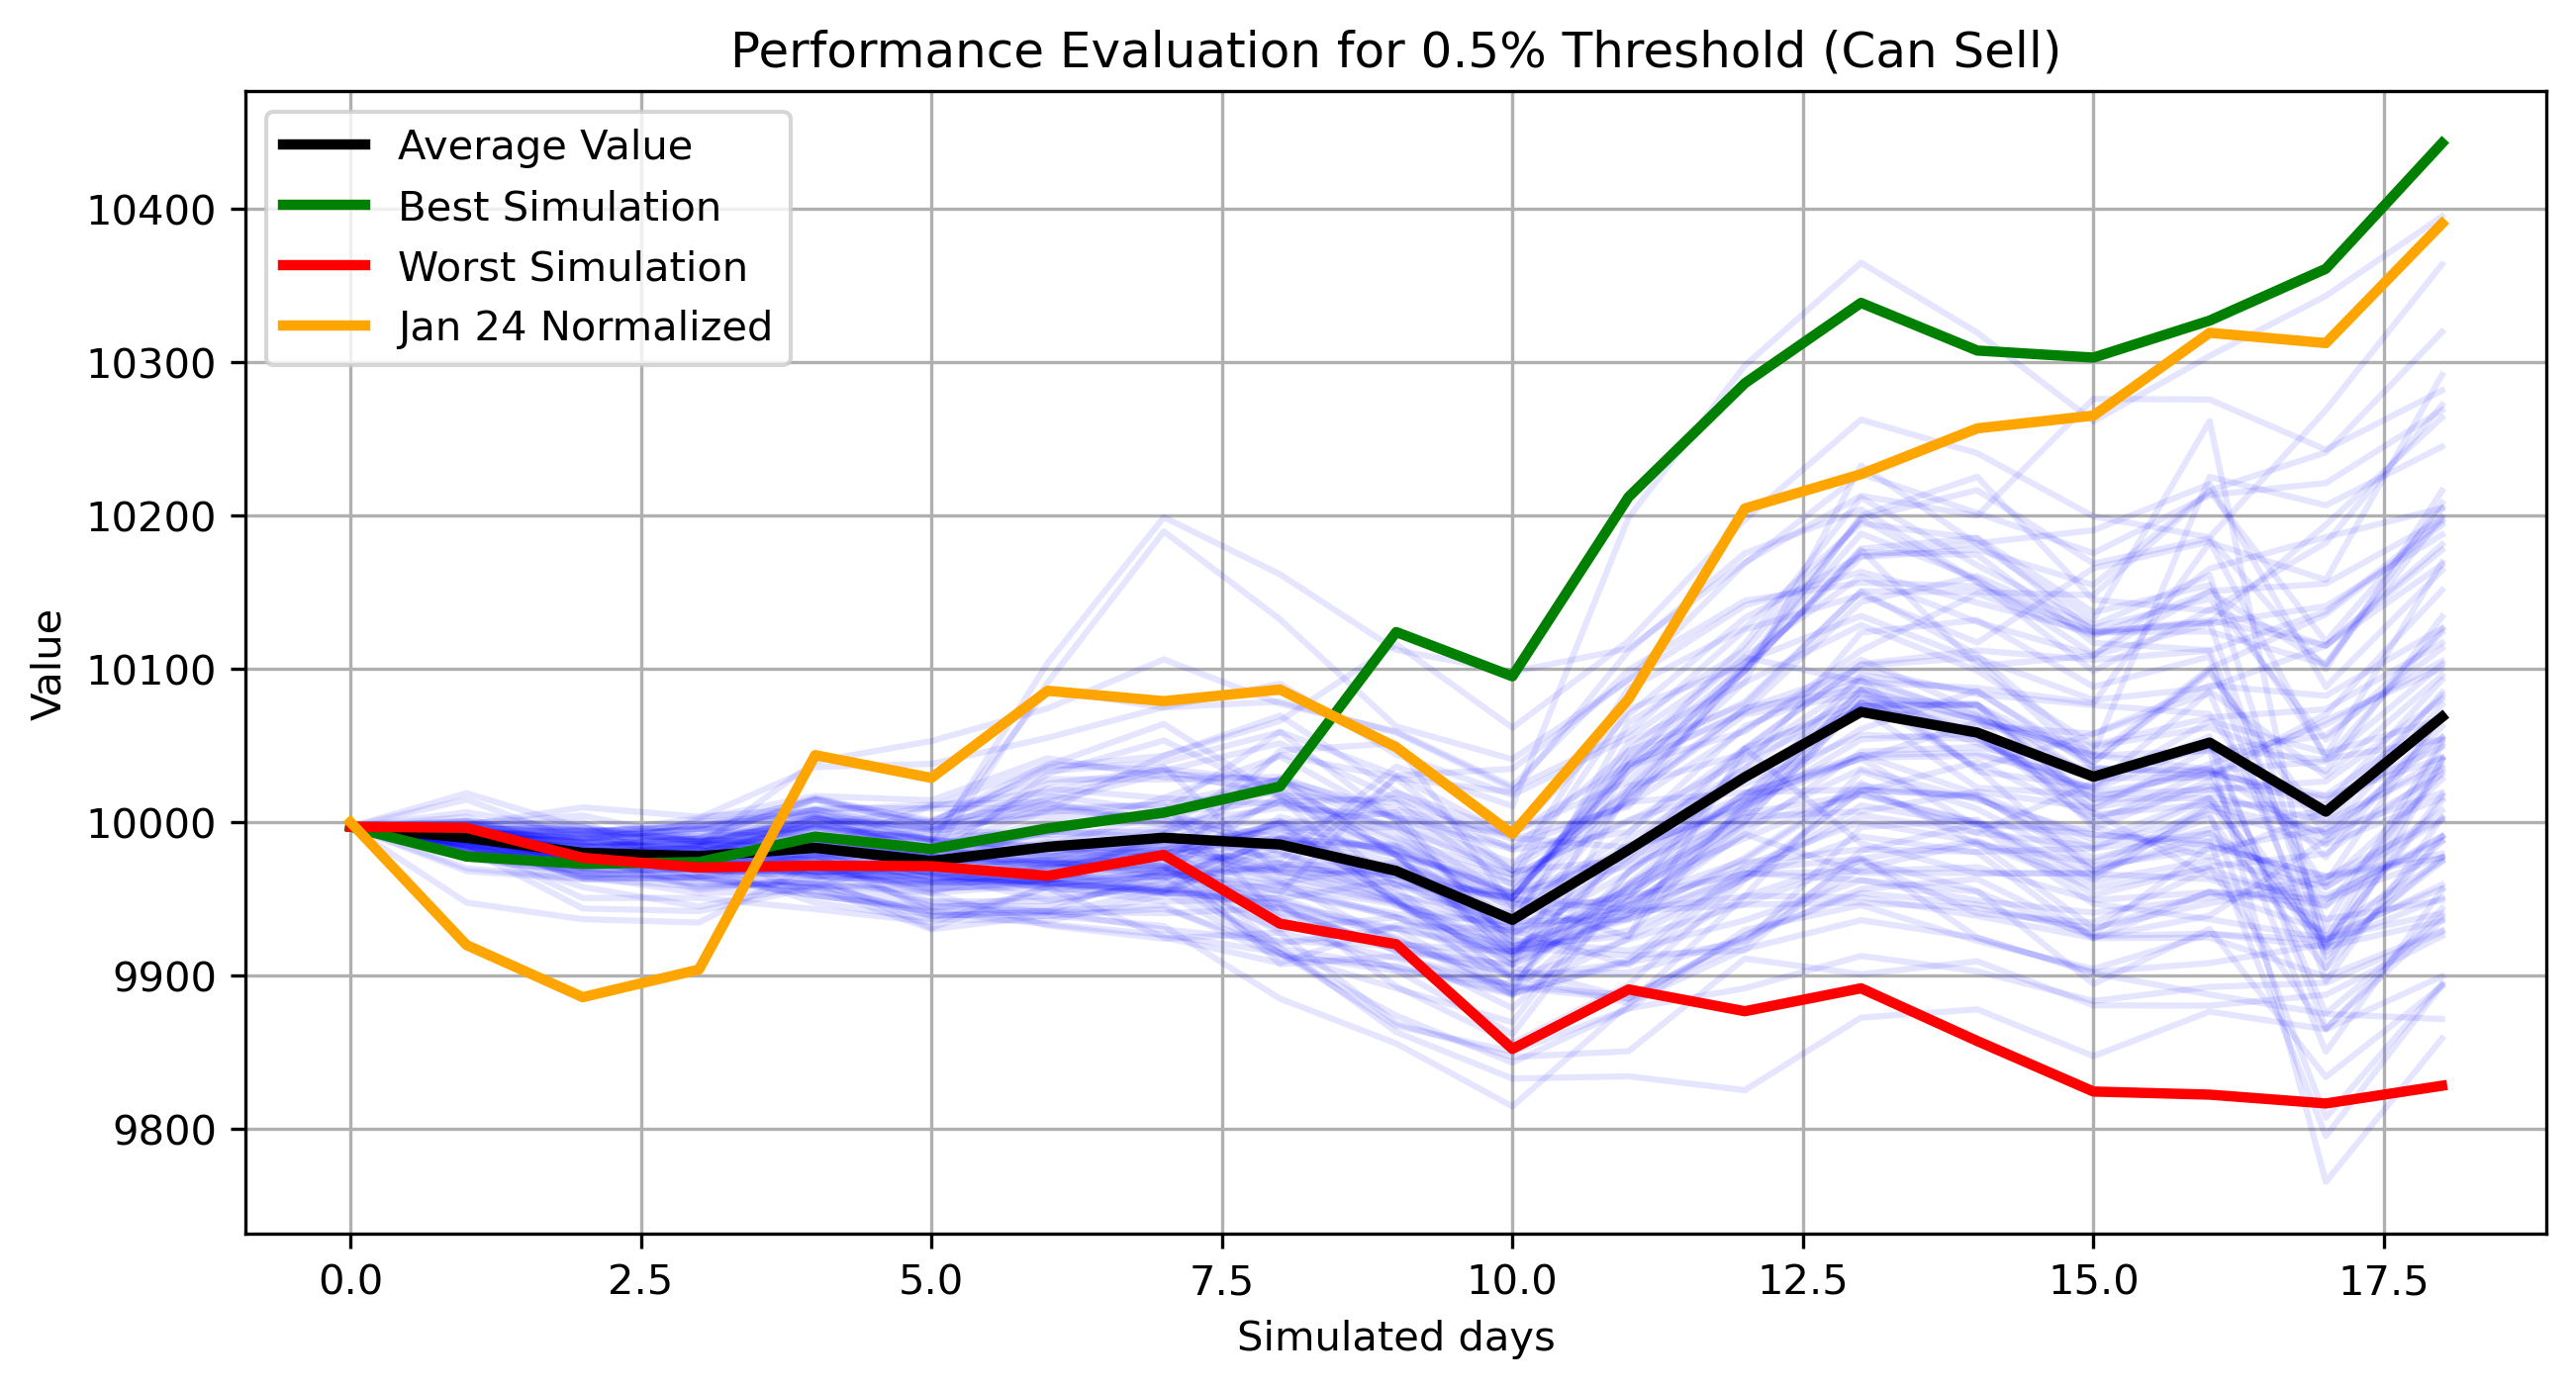 Performance Evaluation for 0.5% Threshold (Can Sell)
Average Value
Best Simulation
Worst Simulation
Jan 24 Normalized
10400
10300
10200
10100
10000
9900
9800
Value
0.0 2.5 5.0 7.5 10.0 12.5 15.0 17.5
Simulated days